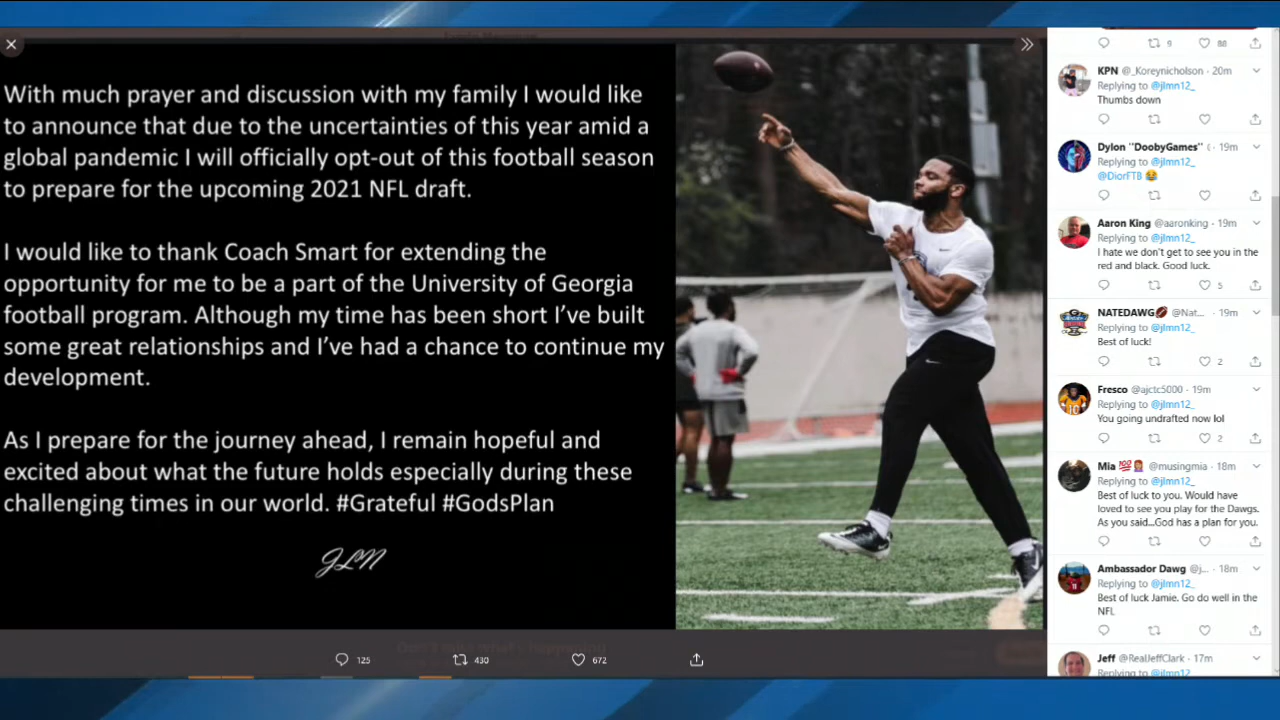 With much prayer and discussion with my family I would like
to announce that due to the uncertainties of this year amid a
global pandemic I will officially opt-out of this football season
to prepare for the upcoming 2021 NFL draft.
I would like to thank Coach Smart for extending the
opportunity for me to be a part of the University of Georgia
football program. Although my time has been short I've built
some great relationships and I've had a chance to continue my
development.
As I prepare for the journey ahead, I remain hopeful and
excited about what the future holds especially during these
challenging times in our world. #Grateful #GodsPlan
JLN
125 430 672
9 88
KPN @_Koreynicholson · 20m
Replying to @jlmn12_
Thumbs down
Dylon "DoobyGames" · 19m
Replying to @jlmn12_
@DiorFTB 😂
Aaron King @aaronking · 19m
Replying to @jlmn12_
I hate we don't get to see you in the
red and black. Good luck.
5
NATEDAWG🏈 @Nat... · 19m
Replying to @jlmn12_
Best of luck!
2
Fresco @ajctc5000 · 19m
Replying to @jlmn12_
You going undrafted now lol
2
Mia 💯 @musingmia · 18m
Replying to @jlmn12_
Best of luck to you. Would have
loved to see you play for the Dawgs.
As you said...God has a plan for you.
Ambassador Dawg @j... · 18m
Replying to @jlmn12_
Best of luck Jamie. Go do well in the
NFL
Jeff @RealJeffClark · 17m
Replying to @jlmn12